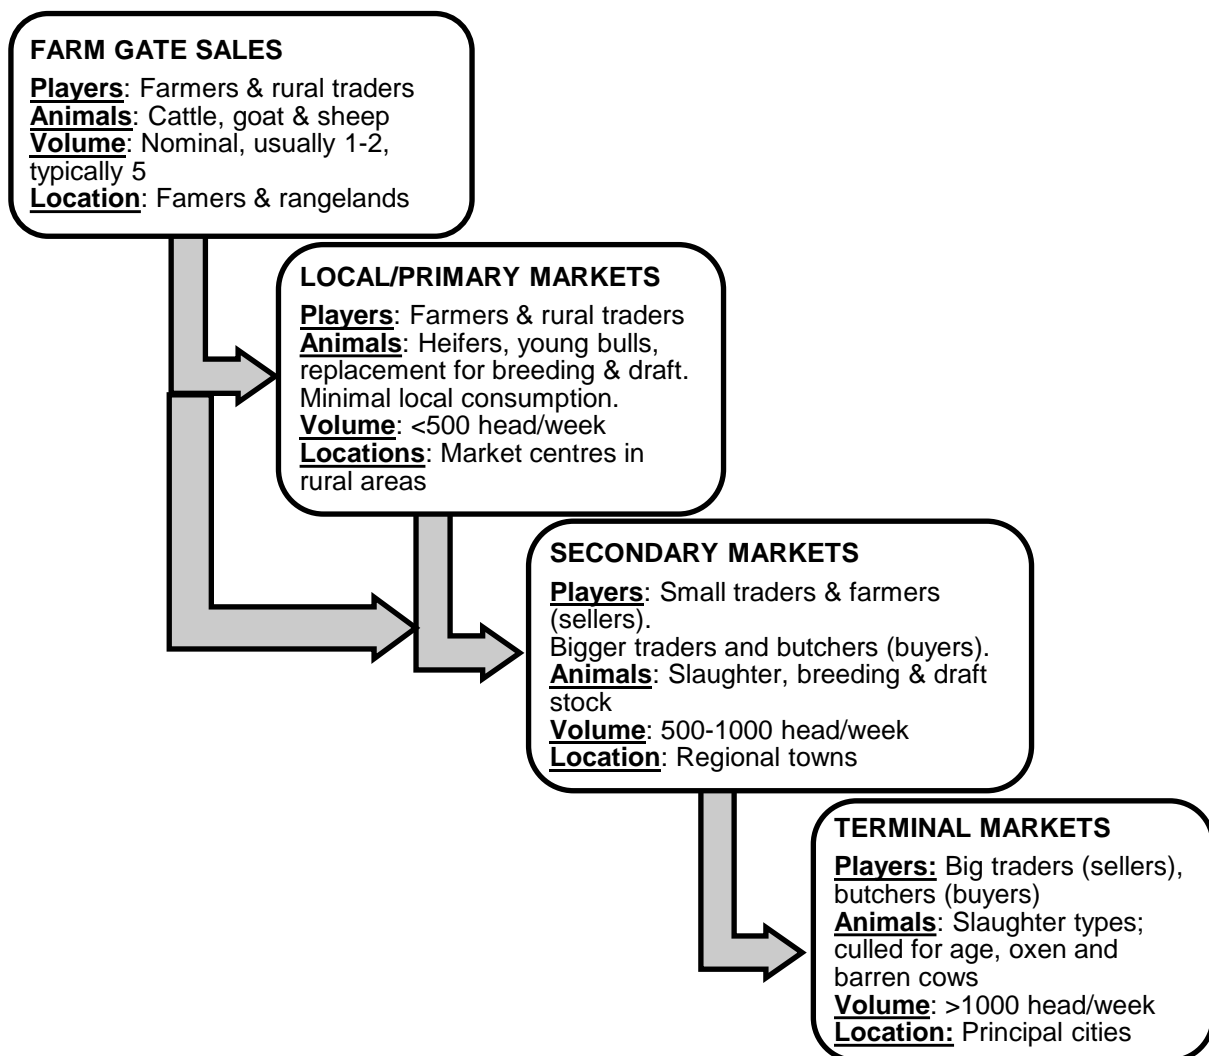 FARM GATE SALES
Players: Farmers & rural traders
Animals: Cattle, goat & sheep
Volume: Nominal, usually 1-2,
typically 5
Location: Famers & rangelands
LOCAL/PRIMARY MARKETS
Players: Farmers & rural traders
Animals: Heifers, young bulls,
replacement for breeding & draft.
Minimal local consumption.
Volume: <500 head/week
Locations: Market centres in
rural areas
SECONDARY MARKETS
Players: Small traders & farmers
(sellers).
Bigger traders and butchers (buyers).
Animals: Slaughter, breeding & draft
stock
Volume: 500-1000 head/week
Location: Regional towns
TERMINAL MARKETS
Players: Big traders (sellers),
butchers (buyers)
Animals: Slaughter types;
culled for age, oxen and
barren cows
Volume: >1000 head/week
Location: Principal cities